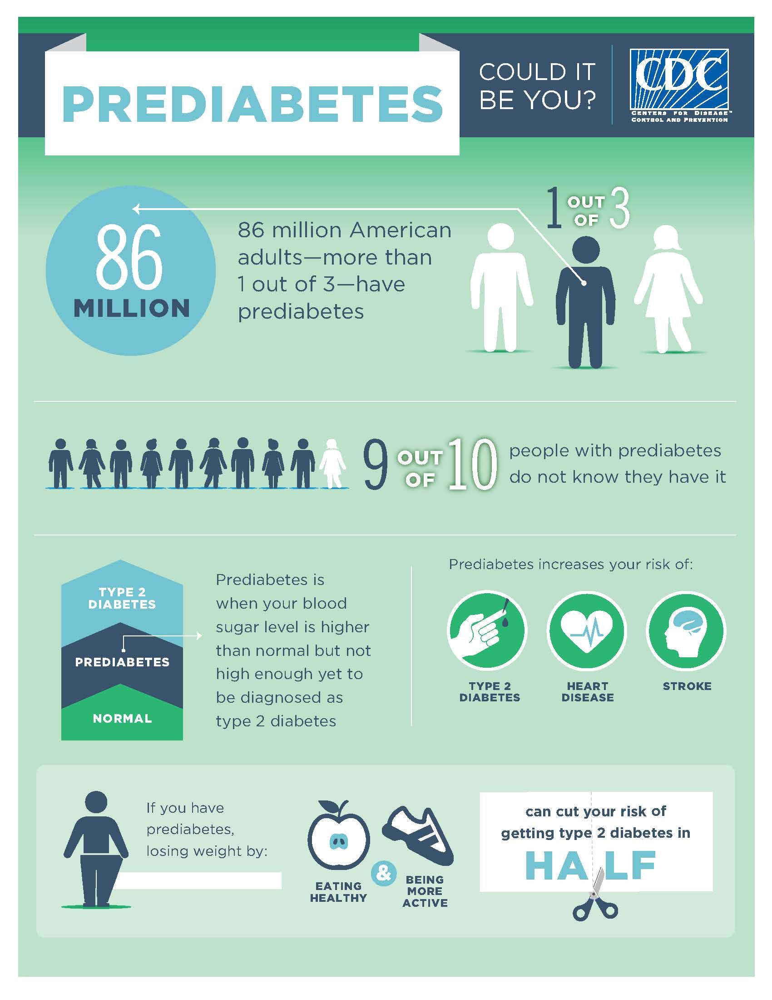 PREDIABETES
COULD IT
BE YOU?
CDC
CENTERS FOR DISEASE™
CONTROL AND PREVENTION
86
MILLION
86 million American
adults—more than
1 out of 3—have
prediabetes
1 OUT OF 3
9 OUT OF 10
people with prediabetes
do not know they have it
TYPE 2
DIABETES
PREDIABETES
NORMAL
Prediabetes is
when your blood
sugar level is higher
than normal but not
high enough yet to
be diagnosed as
type 2 diabetes
Prediabetes increases your risk of:
TYPE 2
DIABETES
HEART
DISEASE
STROKE
If you have
prediabetes,
losing weight by:
EATING
HEALTHY
&
BEING
MORE
ACTIVE
can cut your risk of
getting type 2 diabetes in
HALF